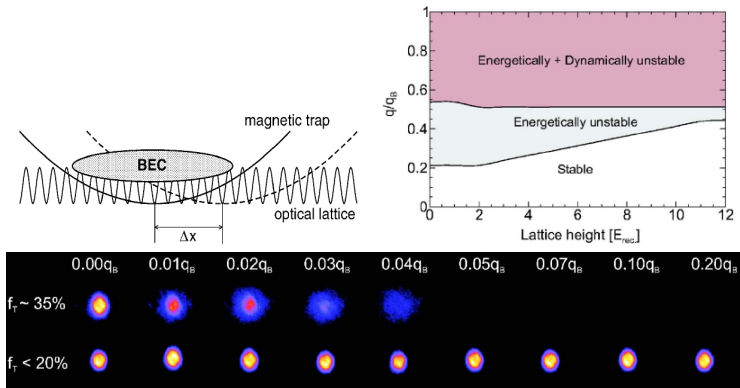 magnetic trap
BEC
optical lattice
Δx
1
0.8
0.6
0.4
0.2
0
q/q_B
Energetically + Dynamically unstable
Energetically unstable
Stable
0 2 4 6 8 10 12
Lattice height [E_rec.]
0.00q_B 0.01q_B 0.02q_B 0.03q_B 0.04q_B 0.05q_B 0.07q_B 0.10q_B 0.20q_B
f_T ~ 35%
f_T < 20%